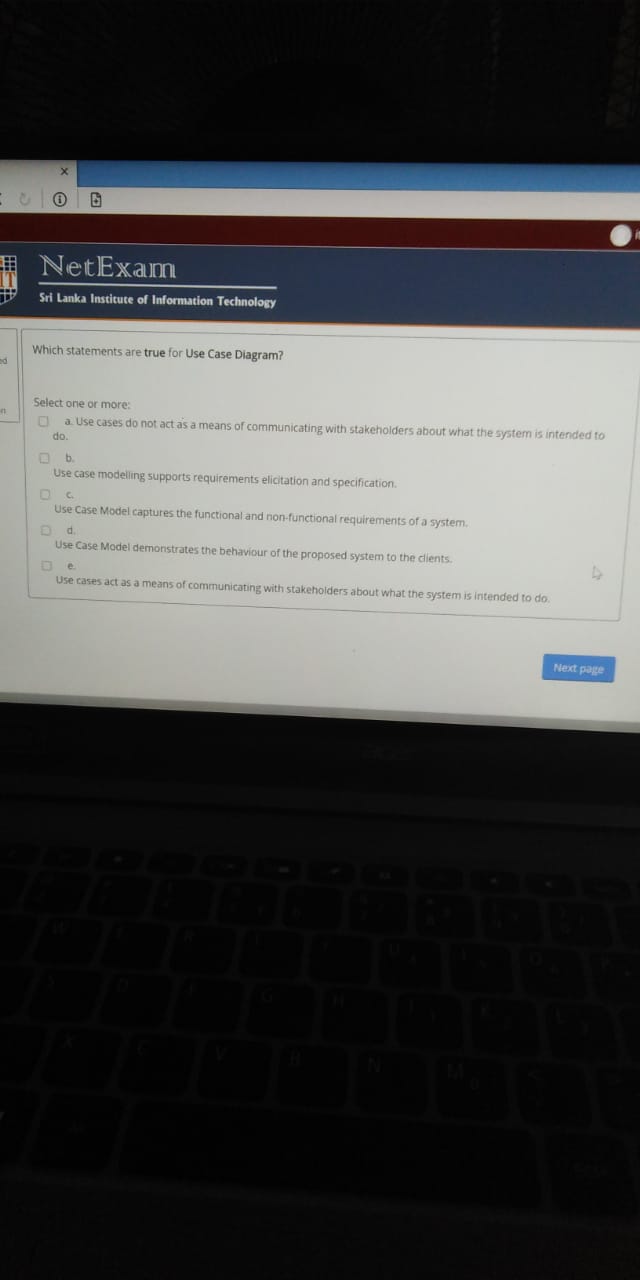 NetExam
Sri Lanka Institute of Information Technology
Which statements are true for Use Case Diagram?
Select one or more:
a. Use cases do not act as a means of communicating with stakeholders about what the system is intended to
do.
b.
Use case modelling supports requirements elicitation and specification.
c.
Use Case Model captures the functional and non-functional requirements of a system.
d.
Use Case Model demonstrates the behaviour of the proposed system to the clients.
e.
Use cases act as a means of communicating with stakeholders about what the system is intended to do.
Next page